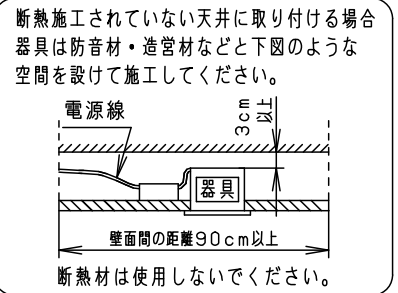 断熱施工されていない天井に取り付ける場合
器具は防音材・造営材などと下図のような
空間を設けて施工してください。
電源線
3cm
以上
器具
壁面間の距離90cm以上
断熱材は使用しないでください。